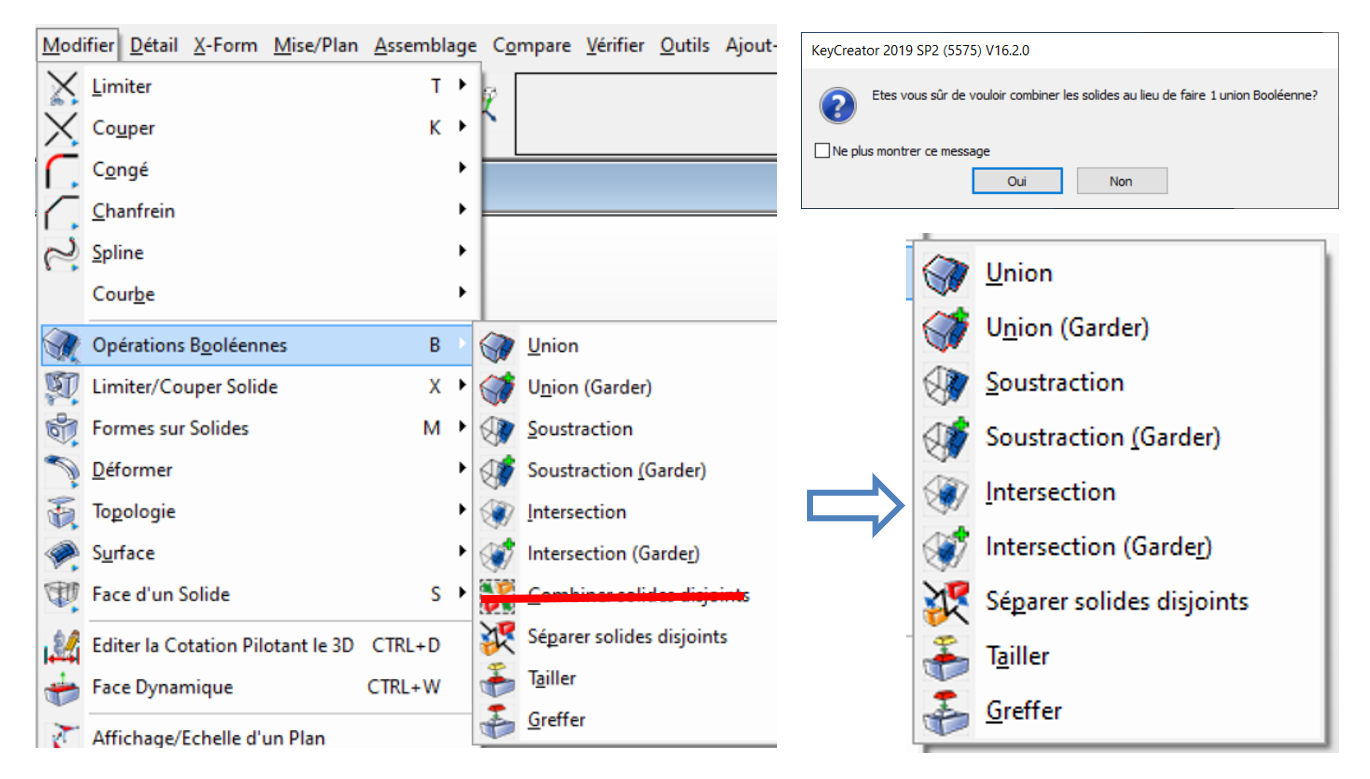 Modifier Détail X-Form Mise/Plan Assemblage Compare Vérifier Outils Ajout-
Limiter T
Couper K
Congé
Chanfrein
Spline
Courbe
Opérations Booléennes B
Limiter/Couper Solide X
Formes sur Solides M
Déformer
Topologie
Surface
Face d'un Solide S
Editer la Cotation Pilotant le 3D CTRL+D
Face Dynamique CTRL+W
Affichage/Echelle d'un Plan
Union
Union (Garder)
Soustraction
Soustraction (Garder)
Intersection
Intersection (Garder)
Combiner solides disjoints
Séparer solides disjoints
Tailler
Greffer
KeyCreator 2019 SP2 (5575) V16.2.0
Etes vous sûr de vouloir combiner les solides au lieu de faire 1 union Booléenne?
Ne plus montrer ce message
Oui Non
Union
Union (Garder)
Soustraction
Soustraction (Garder)
Intersection
Intersection (Garder)
Séparer solides disjoints
Tailler
Greffer